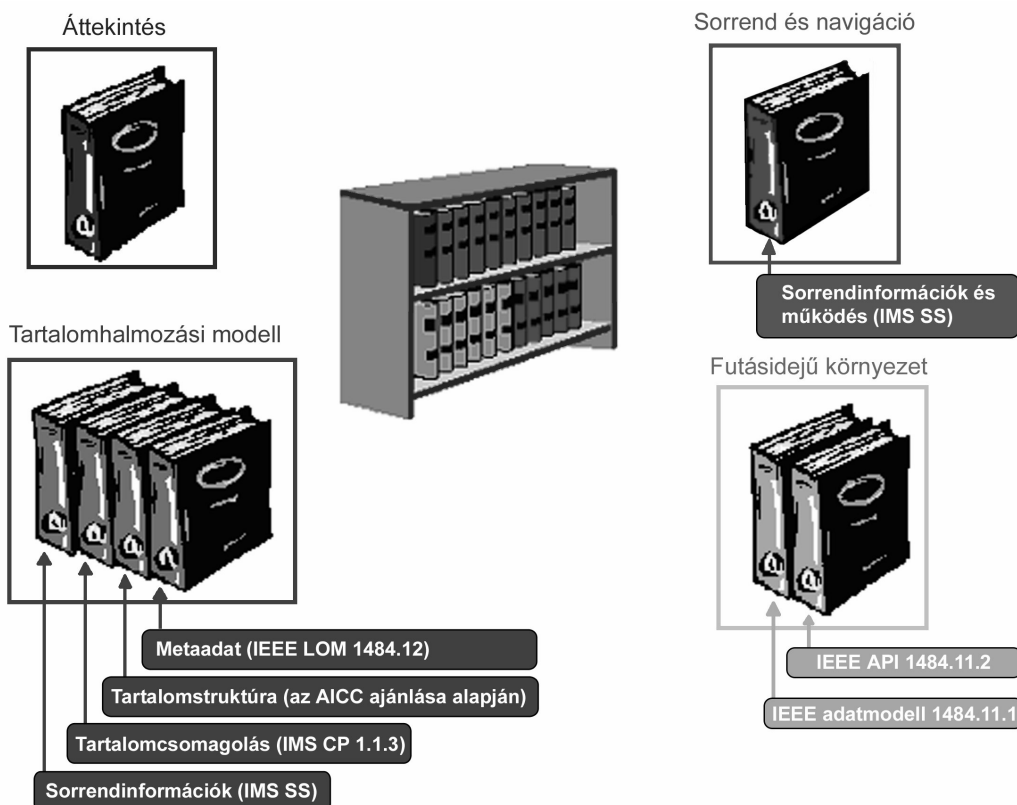 Áttekintés
Sorrend és navigáció
Sorrendinformációk és
működés (IMS SS)
Tartalomhalmozási modell
Futásidejű környezet
Metaadat (IEEE LOM 1484.12)
Tartalomstruktúra (az AICC ajánlása alapján)
Tartalomcsomagolás (IMS CP 1.1.3)
Sorrendinformációk (IMS SS)
IEEE API 1484.11.2
IEEE adatmodell 1484.11.1